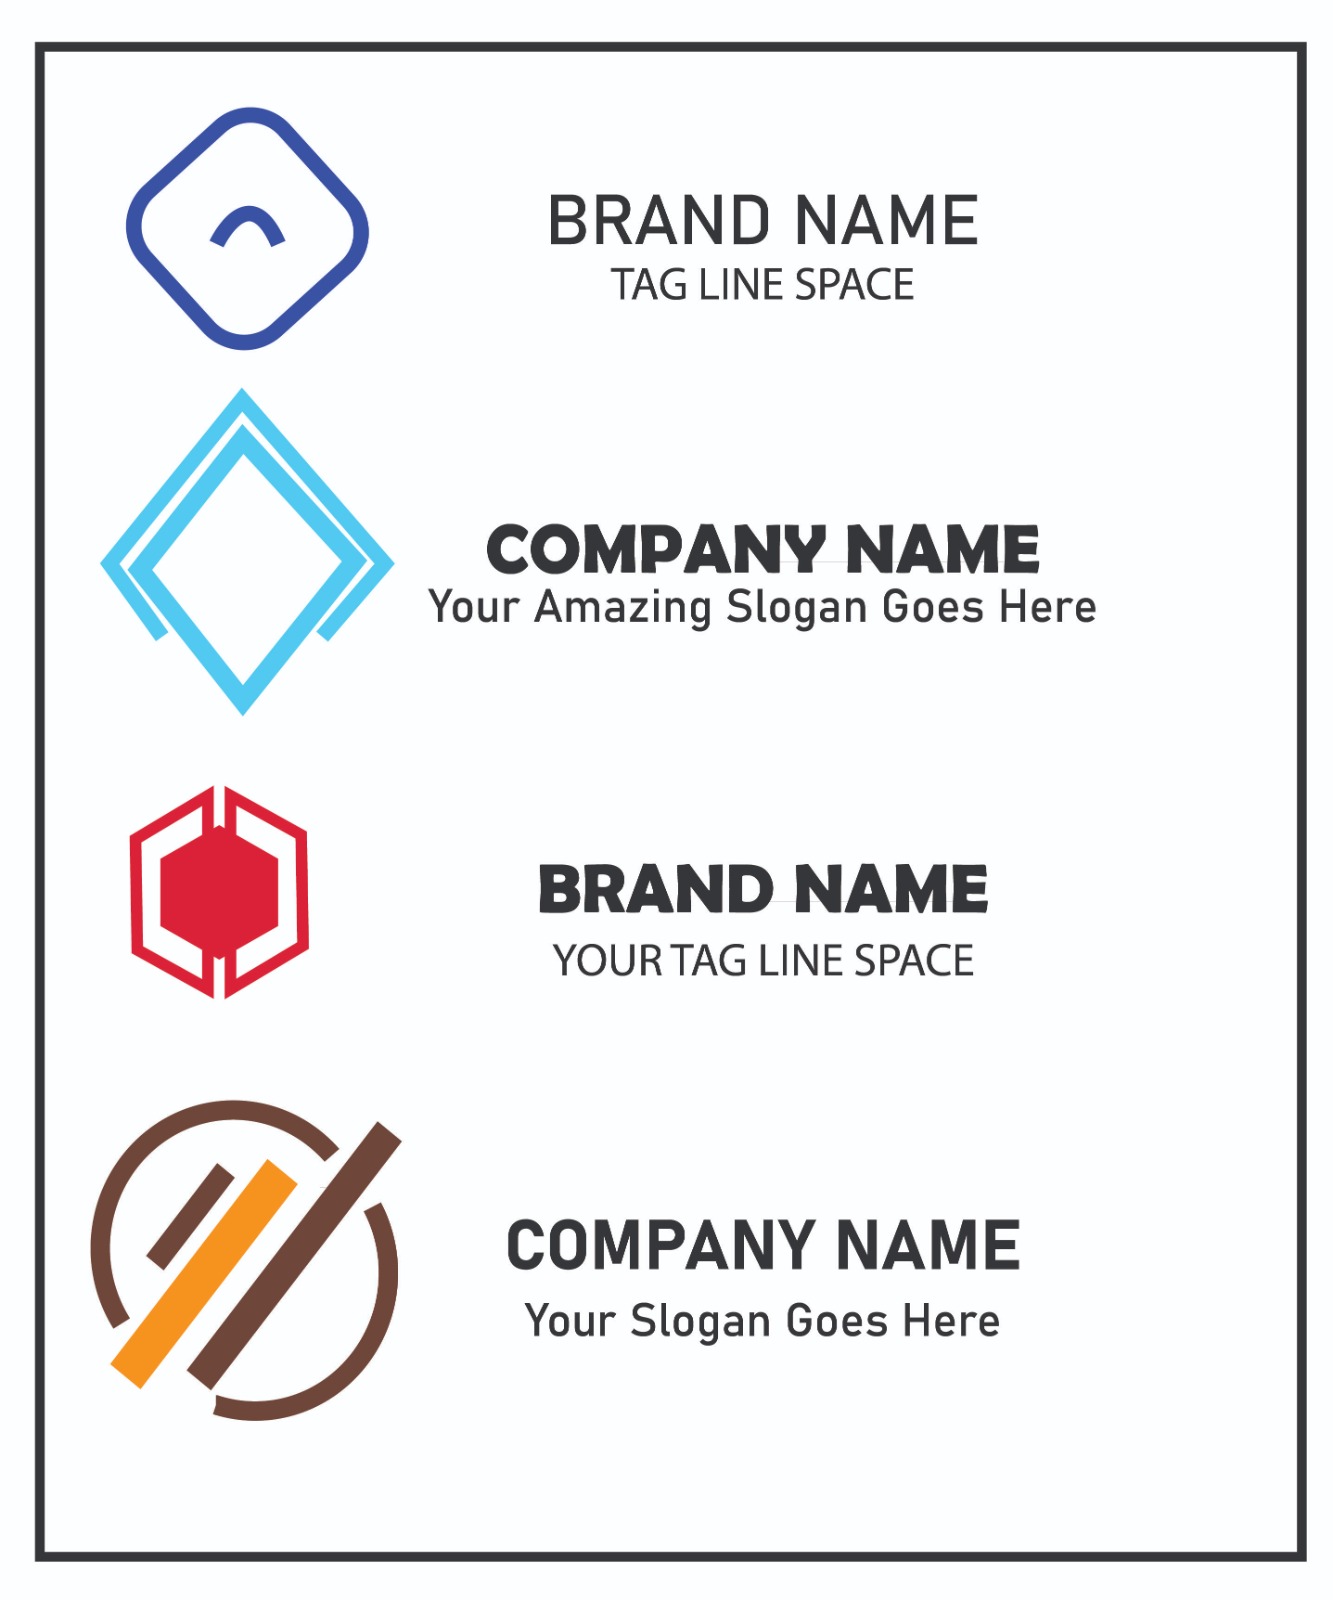 BRAND NAME
TAG LINE SPACE
COMPANY NAME
Your Amazing Slogan Goes Here
BRAND NAME
YOUR TAG LINE SPACE
COMPANY NAME
Your Slogan Goes Here